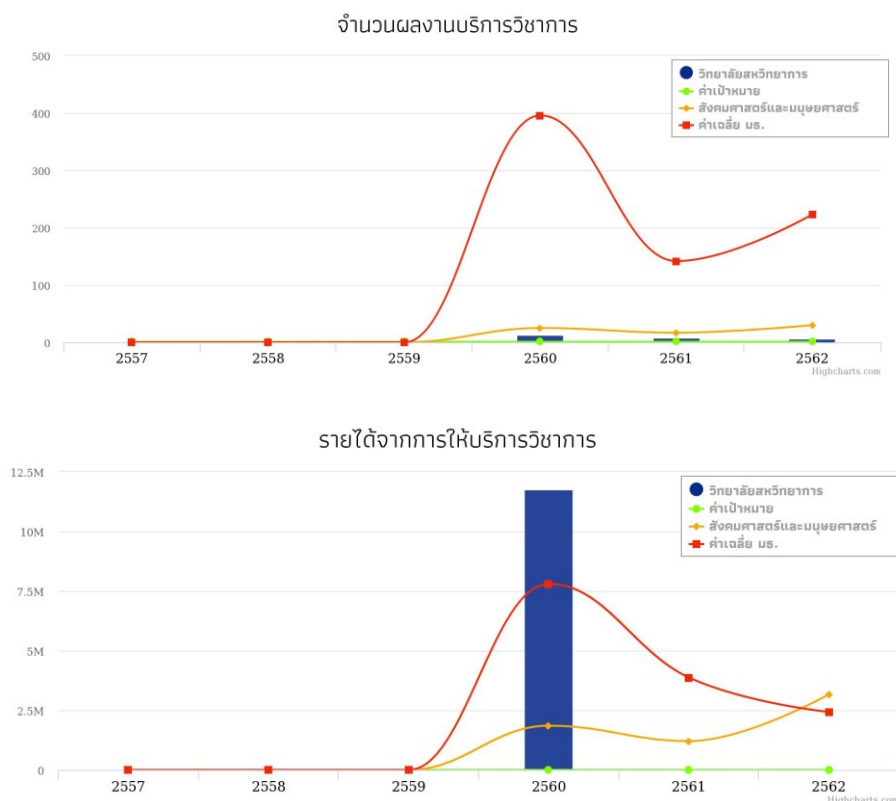 จำนวนผลงานบริการวิชาการ
500
วิทยาลัยสหวิทยาการ
ค่าเป้าหมาย
400
สังคมศาสตร์และมนุษยศาสตร์
ค่าเฉลี่ย มธ.
300
200
100
0
2557 2558 2559 2560 2561 2562
Highcharts.com
รายได้จากการให้บริการวิชาการ
12.5M
วิทยาลัยสหวิทยาการ
ค่าเป้าหมาย
10M
สังคมศาสตร์และมนุษยศาสตร์
ค่าเฉลี่ย มธ.
7.5M
5M
2.5M
0
2557 2558 2559 2560 2561 2562
Highcharts.com